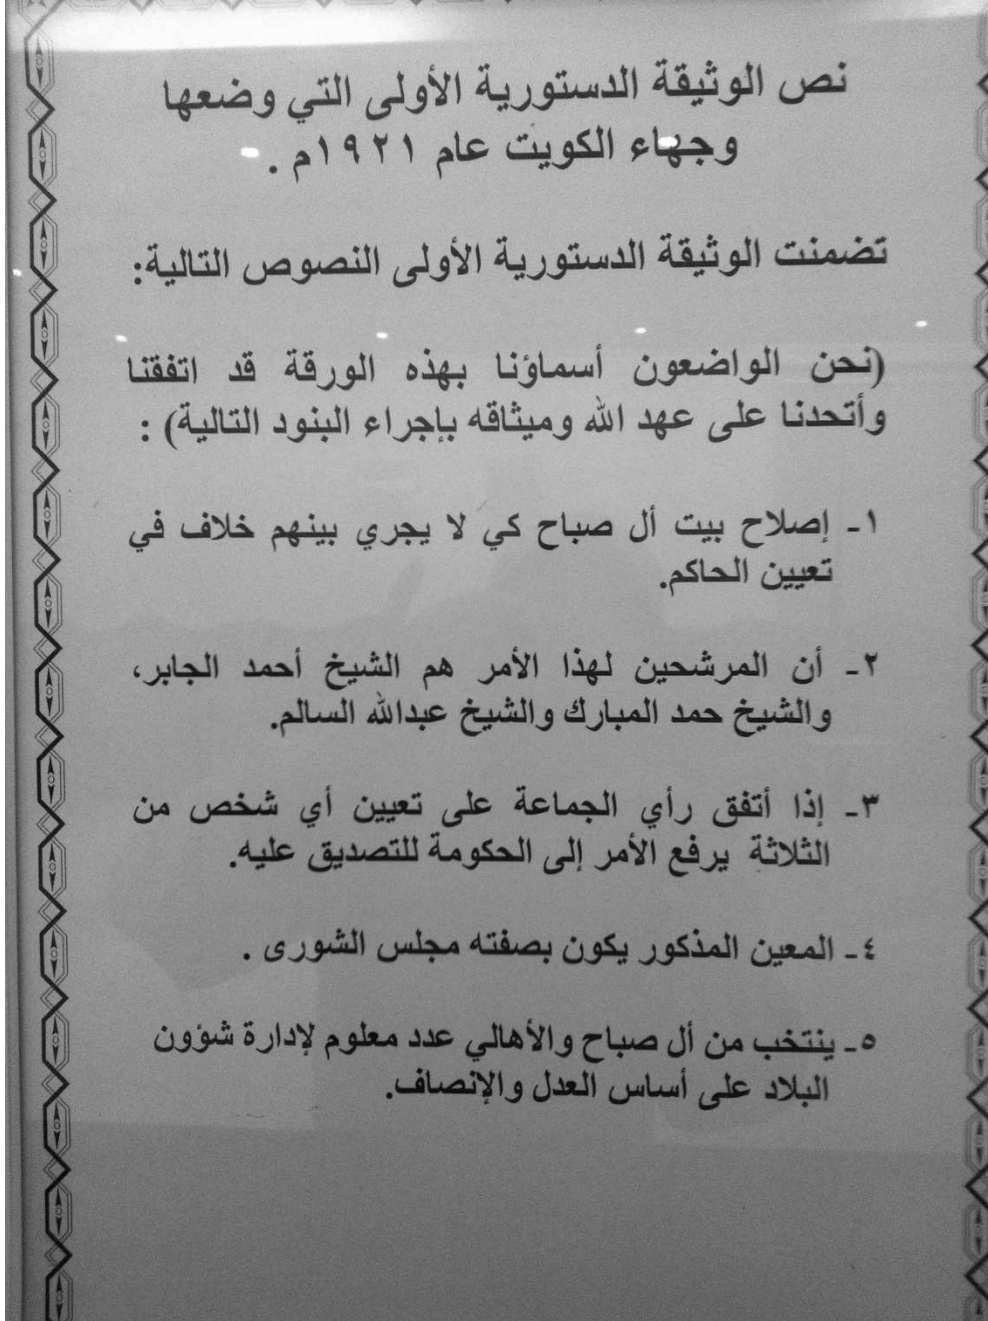 نص الوثيقة الدستورية الأولى التي وضعها
وجهاء الكويت عام ١٩٢١م .
تضمنت الوثيقة الدستورية الأولى النصوص التالية:
(نحن الواضعون أسماؤنا بهذه الورقة قد اتفقنا
وأتحدنا على عهد الله وميثاقه بإجراء البنود التالية) :
١- إصلاح بيت أل صباح كي لا يجري بينهم خلاف في
تعيين الحاكم.
٢- أن المرشحين لهذا الأمر هم الشيخ أحمد الجابر،
والشيخ حمد المبارك والشيخ عبدالله السالم.
٣- إذا أتفق رأي الجماعة على تعيين أي شخص من
الثلاثة يرفع الأمر إلى الحكومة للتصديق عليه.
٤- المعين المذكور يكون بصفته مجلس الشورى .
٥- ينتخب من أل صباح والأهالي عدد معلوم لإدارة شؤون
البلاد على أساس العدل والإنصاف.